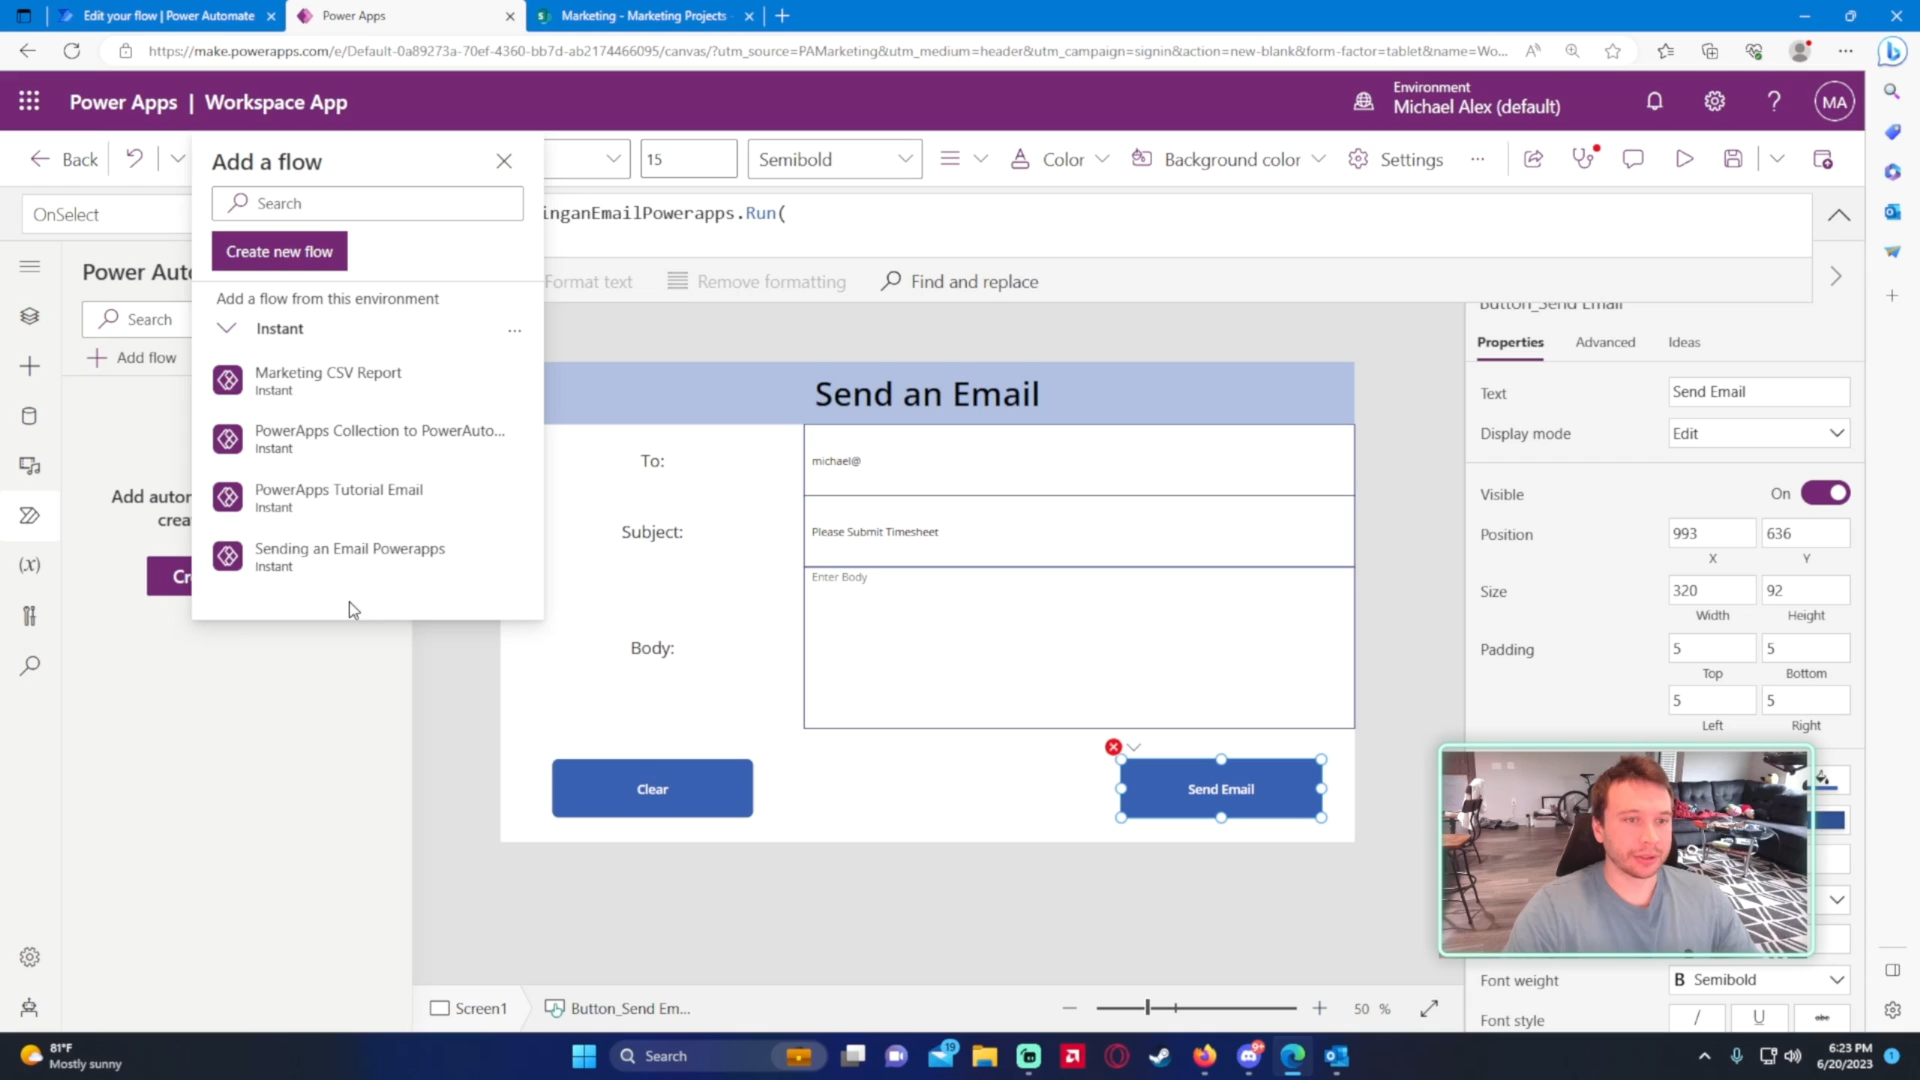 Edit your flow | Power Automate
Power Apps
Marketing - Marketing Projects
https://make.powerapps.com/e/Default-0a89273a-70ef-4360-bb7d-ab2174466095/canvas/?utm_source=PAMarketing&utm_medium=header&utm_campaign=signin&action=new-blank&form-factor=tablet&name=Wo...
Power Apps | Workspace App
Environment
Michael Alex (default)
MA
Back
15
Semibold
Color
Background color
Settings
Add a flow
Search
Create new flow
Add a flow from this environment
Instant
Marketing CSV Report
Instant
PowerApps Collection to PowerAuto...
Instant
PowerApps Tutorial Email
Instant
Sending an Email Powerapps
Instant
OnSelect
inganEmailPowerapps.Run(
Format text
Remove formatting
Find and replace
Power Aut
Search
Add flow
Add autor
crea
Cr
Send an Email
To:
michael@
Subject:
Please Submit Timesheet
Body:
Enter Body
Clear
Send Email
Button_Send Email
Properties
Advanced
Ideas
Text
Send Email
Display mode
Edit
Visible
On
Position
993
636
X
Y
Size
320
92
Width
Height
Padding
5
5
Top
Bottom
5
5
Left
Right
Font weight
B Semibold
Font style
/
U
abc
Screen1
Button_Send Em...
50 %
81°F
Mostly sunny
Search
19
9+
6:23 PM
6/20/2023
1